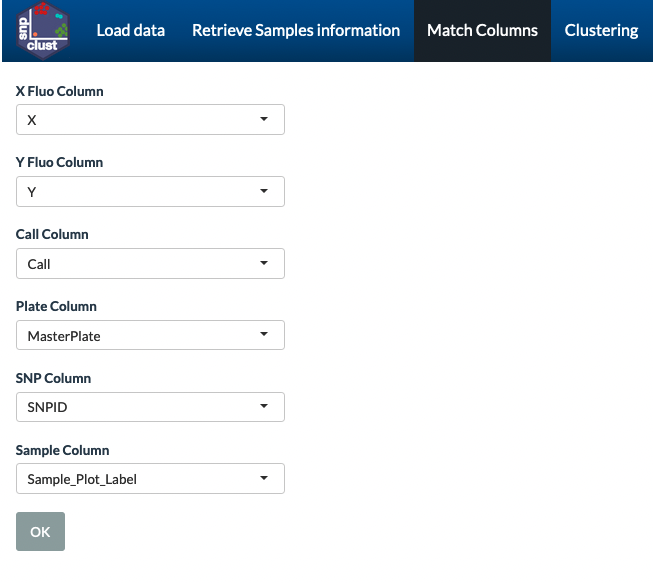 snp
clust
Load data Retrieve Samples information Match Columns Clustering
X Fluo Column
X
Y Fluo Column
Y
Call Column
Call
Plate Column
MasterPlate
SNP Column
SNPID
Sample Column
Sample_Plot_Label
OK